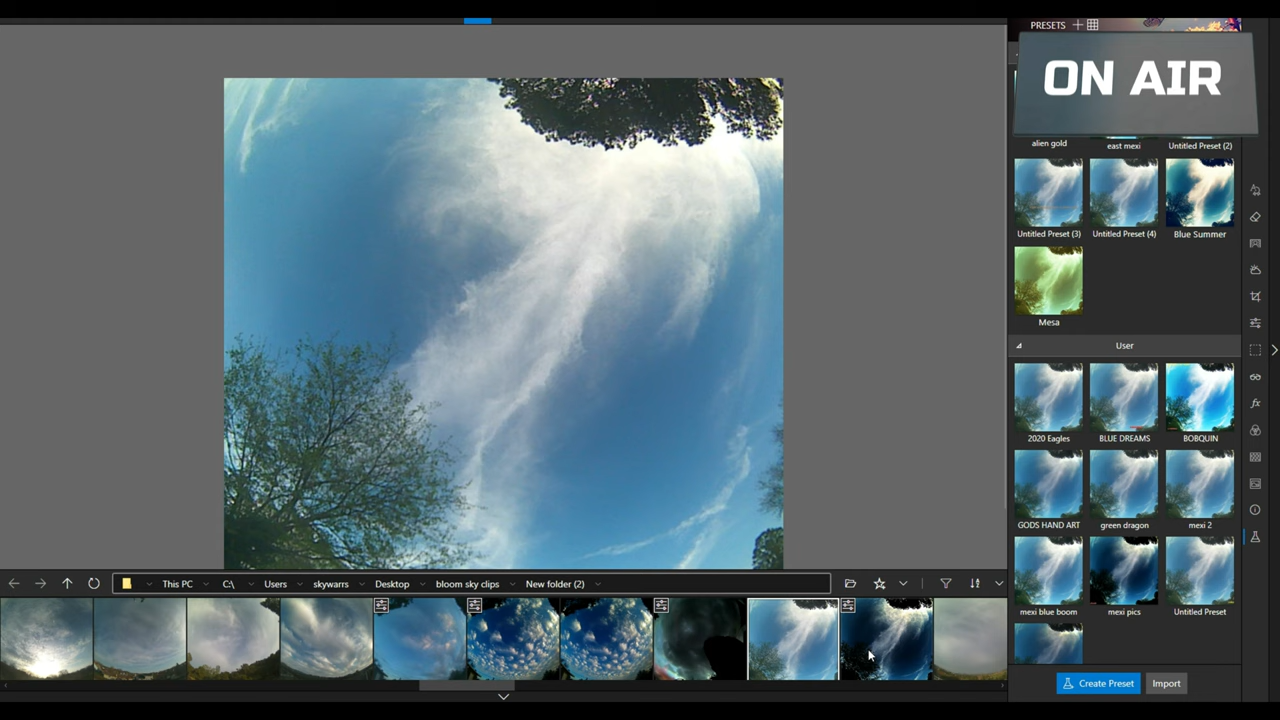 PRESETS
ON AIR
alien gold
east mexi
Untitled Preset (2)
Untitled Preset (3)
Untitled Preset (4)
Blue Summer
Mesa
User
2020 Eagles
BLUE DREAMS
BOBQUIN
GODS HAND ART
green dragon
mexi 2
mexi blue boom
mexi pics
Untitled Preset
This PC
C:\
Users
skywarrs
Desktop
bloom sky clips
New folder (2)
Create Preset
Import